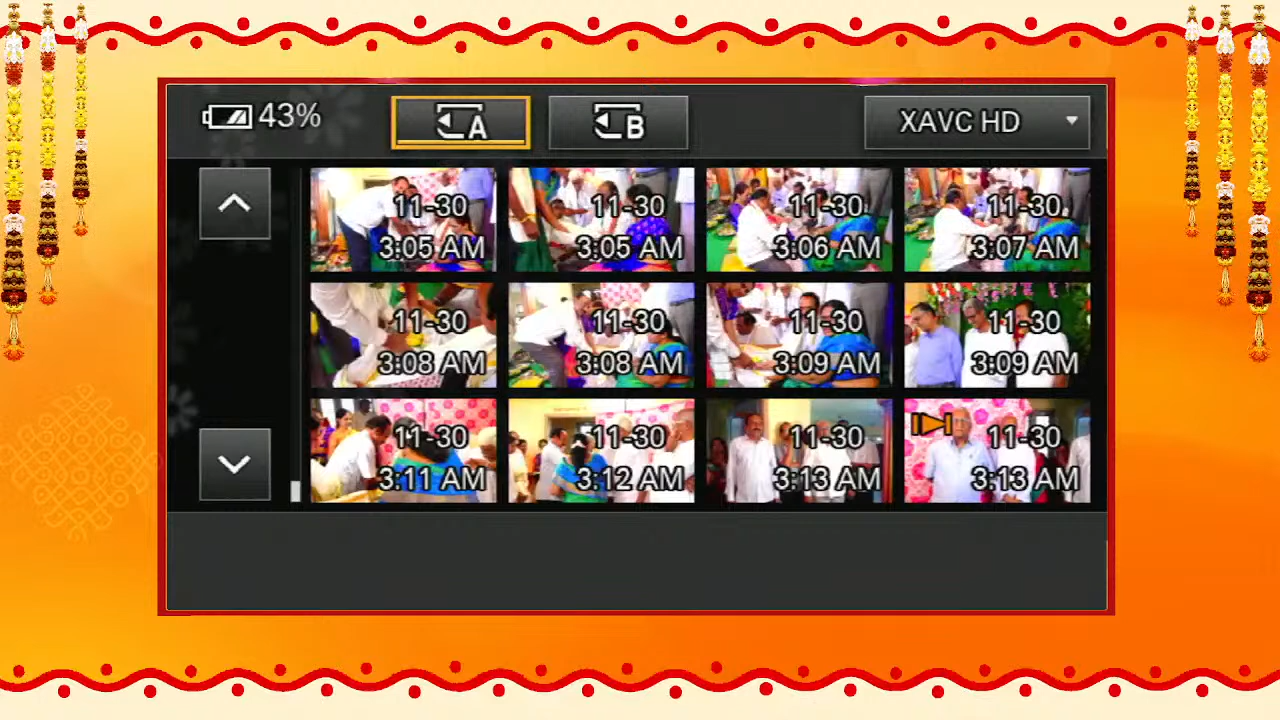 43%
A
B
XAVC HD
11-30
3:05 AM
11-30
3:05 AM
11-30
3:06 AM
11-30
3:07 AM
11-30
3:08 AM
11-30
3:08 AM
11-30
3:09 AM
11-30
3:09 AM
11-30
3:11 AM
11-30
3:12 AM
11-30
3:13 AM
11-30
3:13 AM